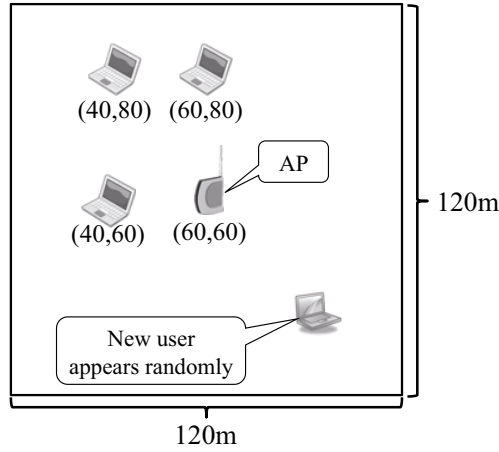 (40,80) (60,80)
AP
(40,60) (60,60)
120m
New user
appears randomly
120m